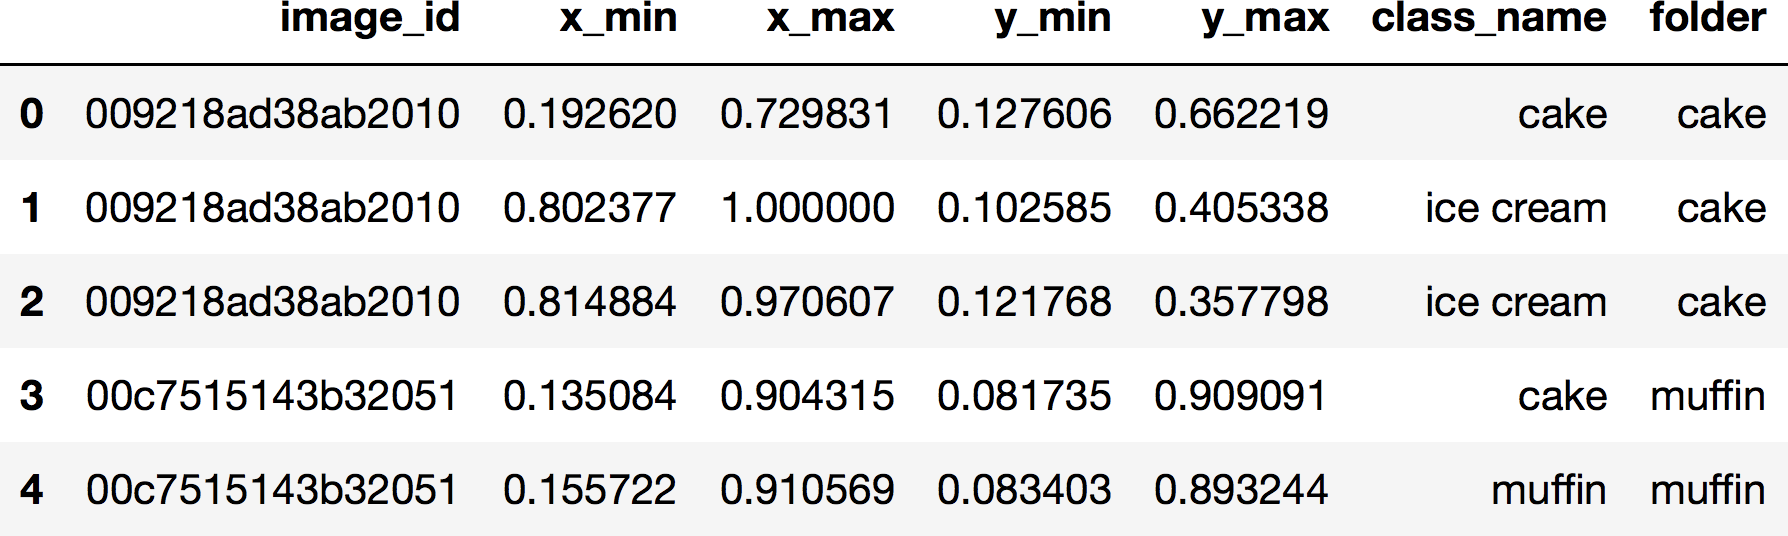 image_id x_min x_max y_min y_max class_name folder
0 009218ad38ab2010 0.192620 0.729831 0.127606 0.662219 cake cake
1 009218ad38ab2010 0.802377 1.000000 0.102585 0.405338 ice cream cake
2 009218ad38ab2010 0.814884 0.970607 0.121768 0.357798 ice cream cake
3 00c7515143b32051 0.135084 0.904315 0.081735 0.909091 cake muffin
4 00c7515143b32051 0.155722 0.910569 0.083403 0.893244 muffin muffin